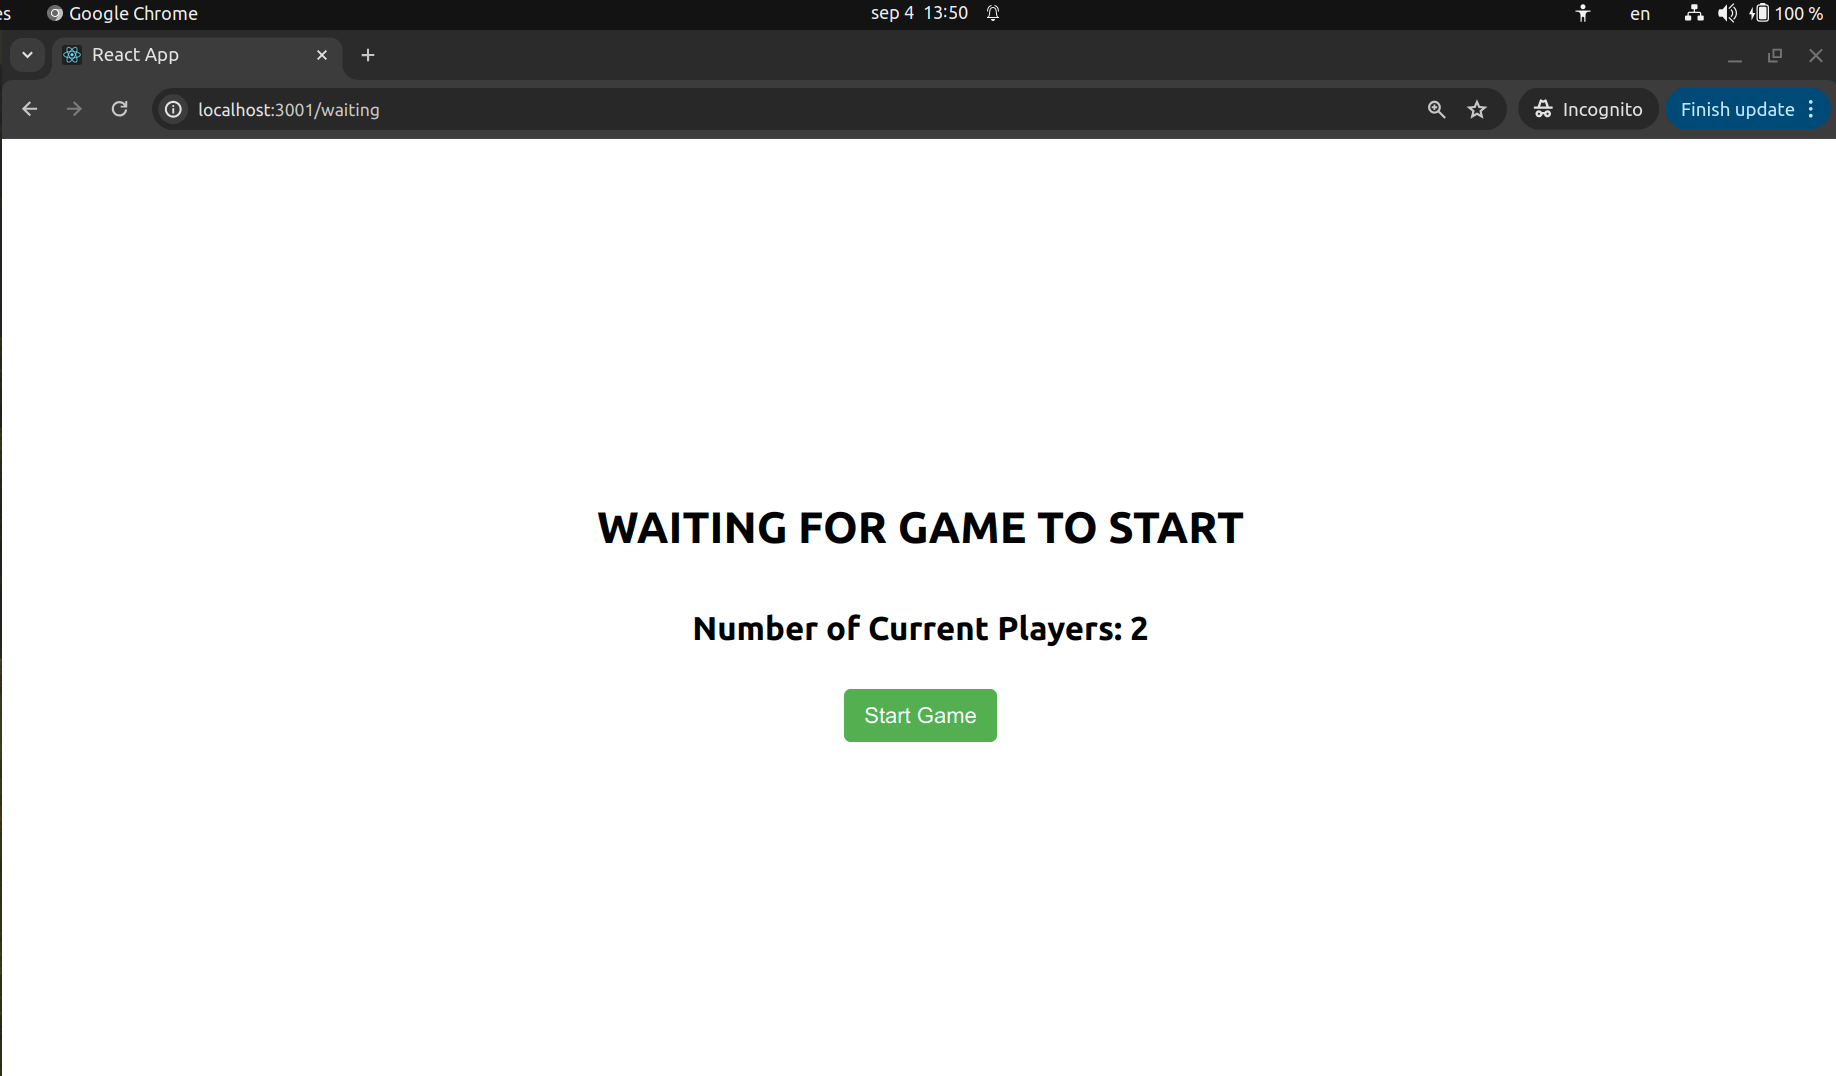 es Google Chrome sep 4 13:50 en 100 %
React App
localhost:3001/waiting Incognito Finish update
WAITING FOR GAME TO START
Number of Current Players: 2
Start Game